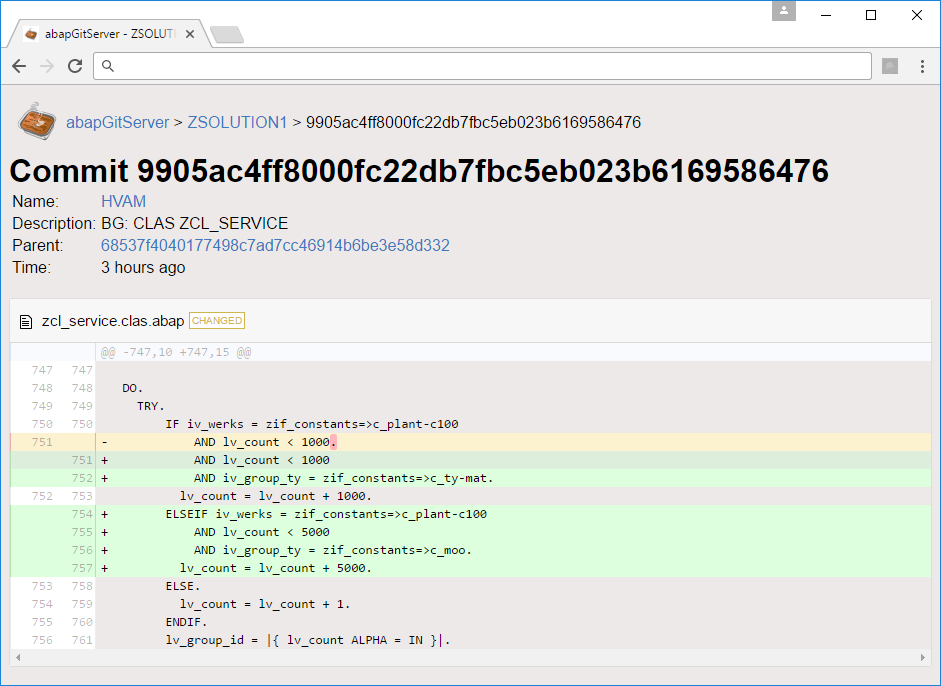 abapGitServer - ZSOLUTI
abapGitServer > ZSOLUTION1 > 9905ac4ff8000fc22db7fbc5eb023b6169586476
Commit 9905ac4ff8000fc22db7fbc5eb023b6169586476
Name: HVAM
Description: BG: CLAS ZCL_SERVICE
Parent: 68537f4040177498c7ad7cc46914b6be3e58d332
Time: 3 hours ago
zcl_service.clas.abap CHANGED
@@ -747,10 +747,15 @@
747 747
748 748 DO.
749 749 TRY.
750 750 IF iv_werks = zif_constants=>c_plant-c100
751 - AND lv_count < 1000.
751 + AND lv_count < 1000
752 + AND iv_group_ty = zif_constants=>c_ty-mat.
752 753 lv_count = lv_count + 1000.
754 + ELSEIF iv_werks = zif_constants=>c_plant-c100
755 + AND lv_count < 5000
756 + AND iv_group_ty = zif_constants=>c_moo.
757 + lv_count = lv_count + 5000.
753 758 ELSE.
754 759 lv_count = lv_count + 1.
755 760 ENDIF.
756 761 lv_group_id = |{ lv_count ALPHA = IN }|.